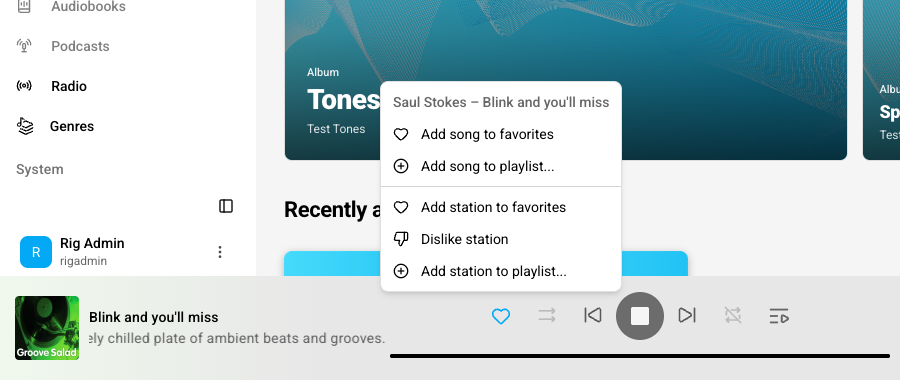 Audiobooks
Podcasts
Radio
Genres
System
Rig Admin
rigadmin
R
Album
Tones
Test Tones
Recently a
Saul Stokes – Blink and you'll miss
Add song to favorites
Add song to playlist...
Add station to favorites
Dislike station
Add station to playlist...
Albu
Sp
Test
Groove Salad
Blink and you'll miss
ely chilled plate of ambient beats and grooves.